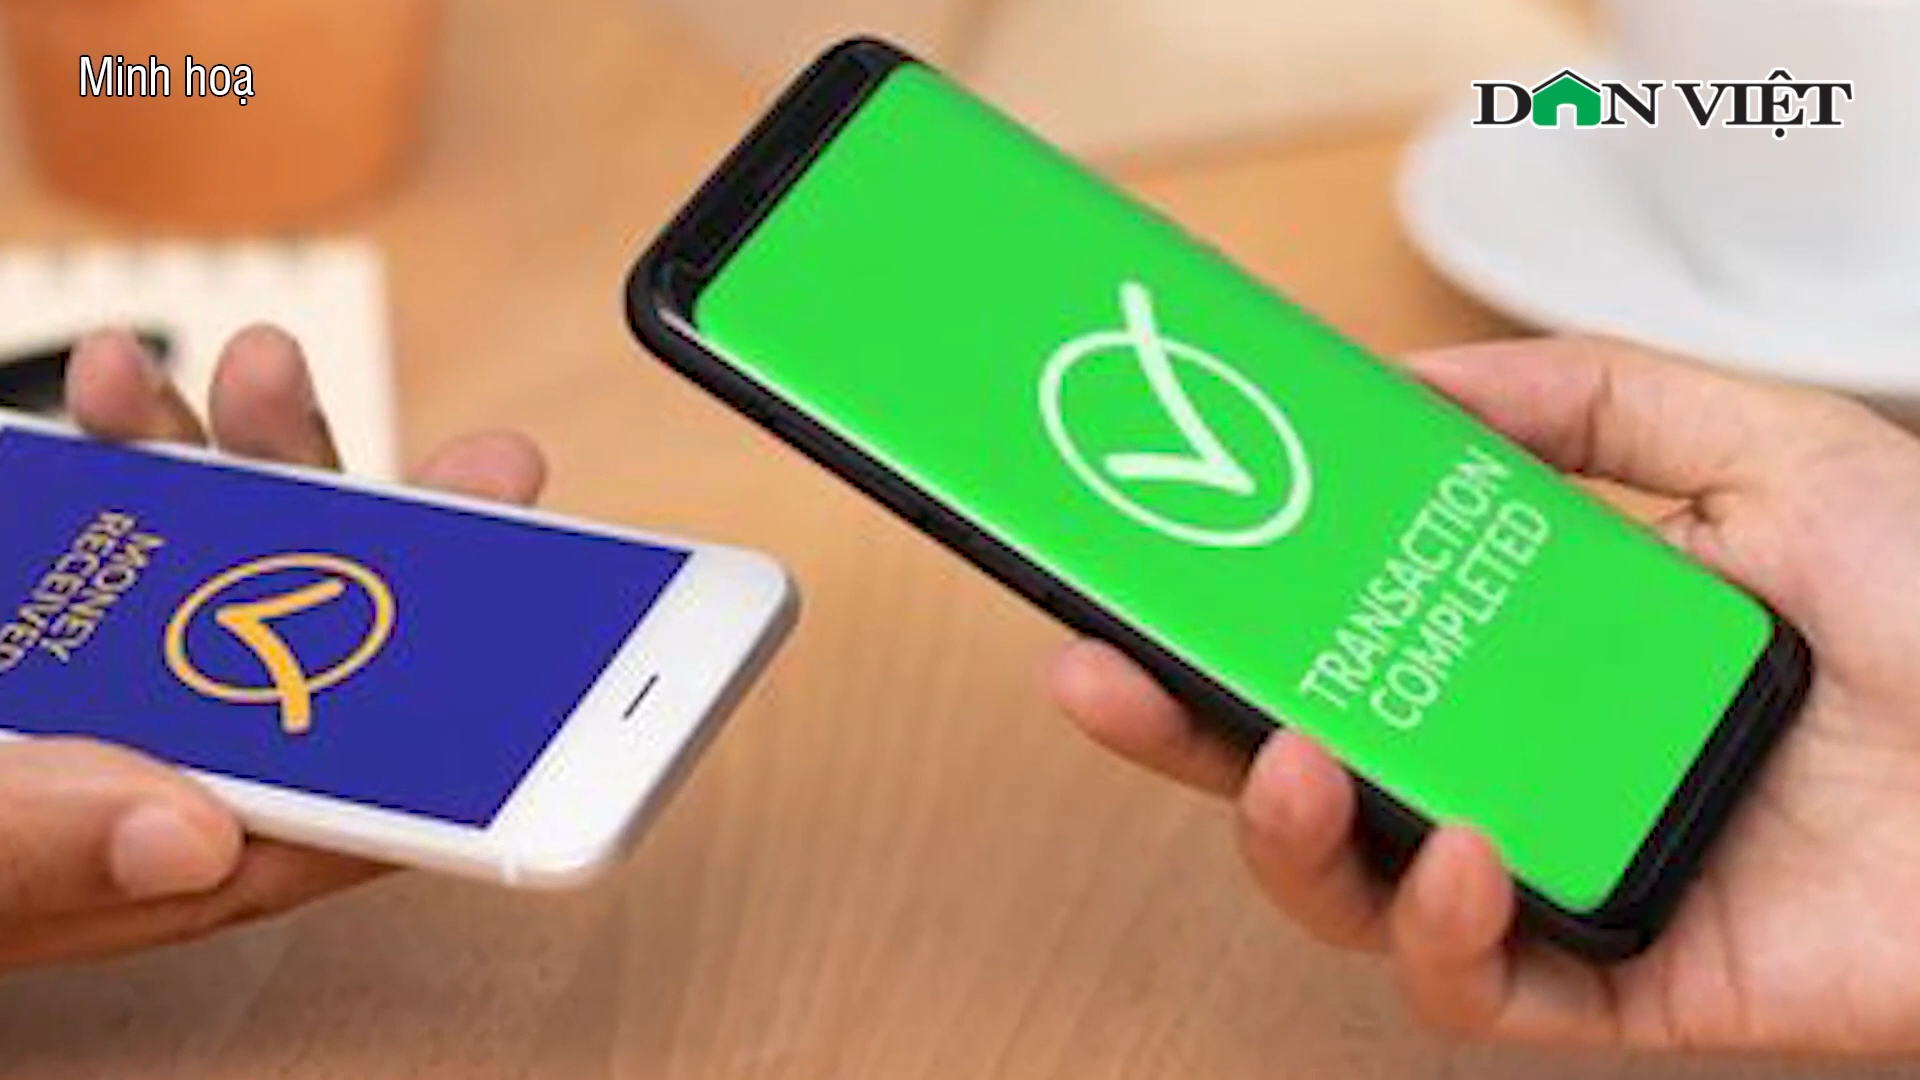 Minh hoạ
DÂN VIỆT
TRANSACTION
COMPLETED
MONEY
RECEIVED